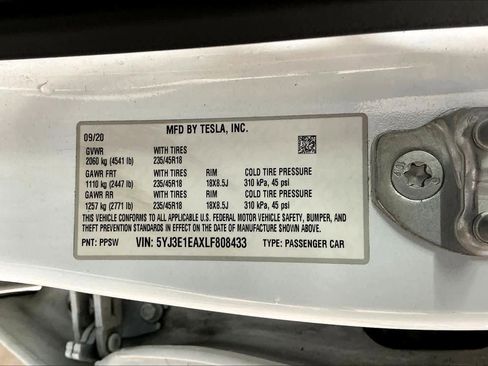 MFD BY TESLA, INC.
09/20
GVWR WITH TIRES
2060 kg (4541 lb) 235/45R18
GAWR FRT WITH TIRES RIM COLD TIRE PRESSURE
1110 kg (2447 lb) 235/45R18 18X8.5J 310 kPa, 45 psi
GAWR RR WITH TIRES RIM COLD TIRE PRESSURE
1257 kg (2771 lb) 235/45R18 18X8.5J 310 kPa, 45 psi
THIS VEHICLE CONFORMS TO ALL APPLICABLE U.S. FEDERAL MOTOR VEHICLE SAFETY, BUMPER, AND
THEFT PREVENTION STANDARDS IN EFFECT ON THE DATE OF MANUFACTURE SHOWN ABOVE.
PNT: PPSW VIN: 5YJ3E1EAXLF808433 TYPE: PASSENGER CAR